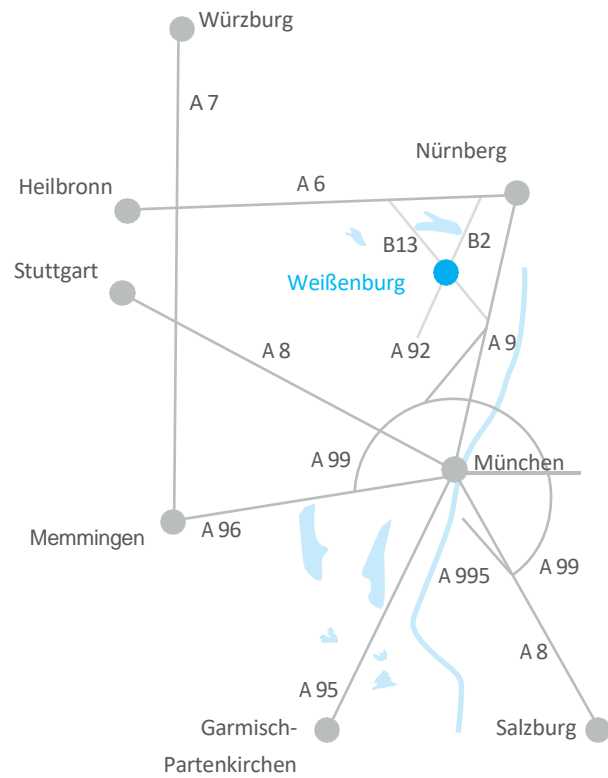 Würzburg
A 7
Nürnberg
A 6
Heilbronn
B13
B2
Stuttgart
Weißenburg
A 8
A 92
A 9
A 99
München
Memmingen
A 96
A 995
A 99
A 8
A 95
Garmisch-
Partenkirchen
Salzburg